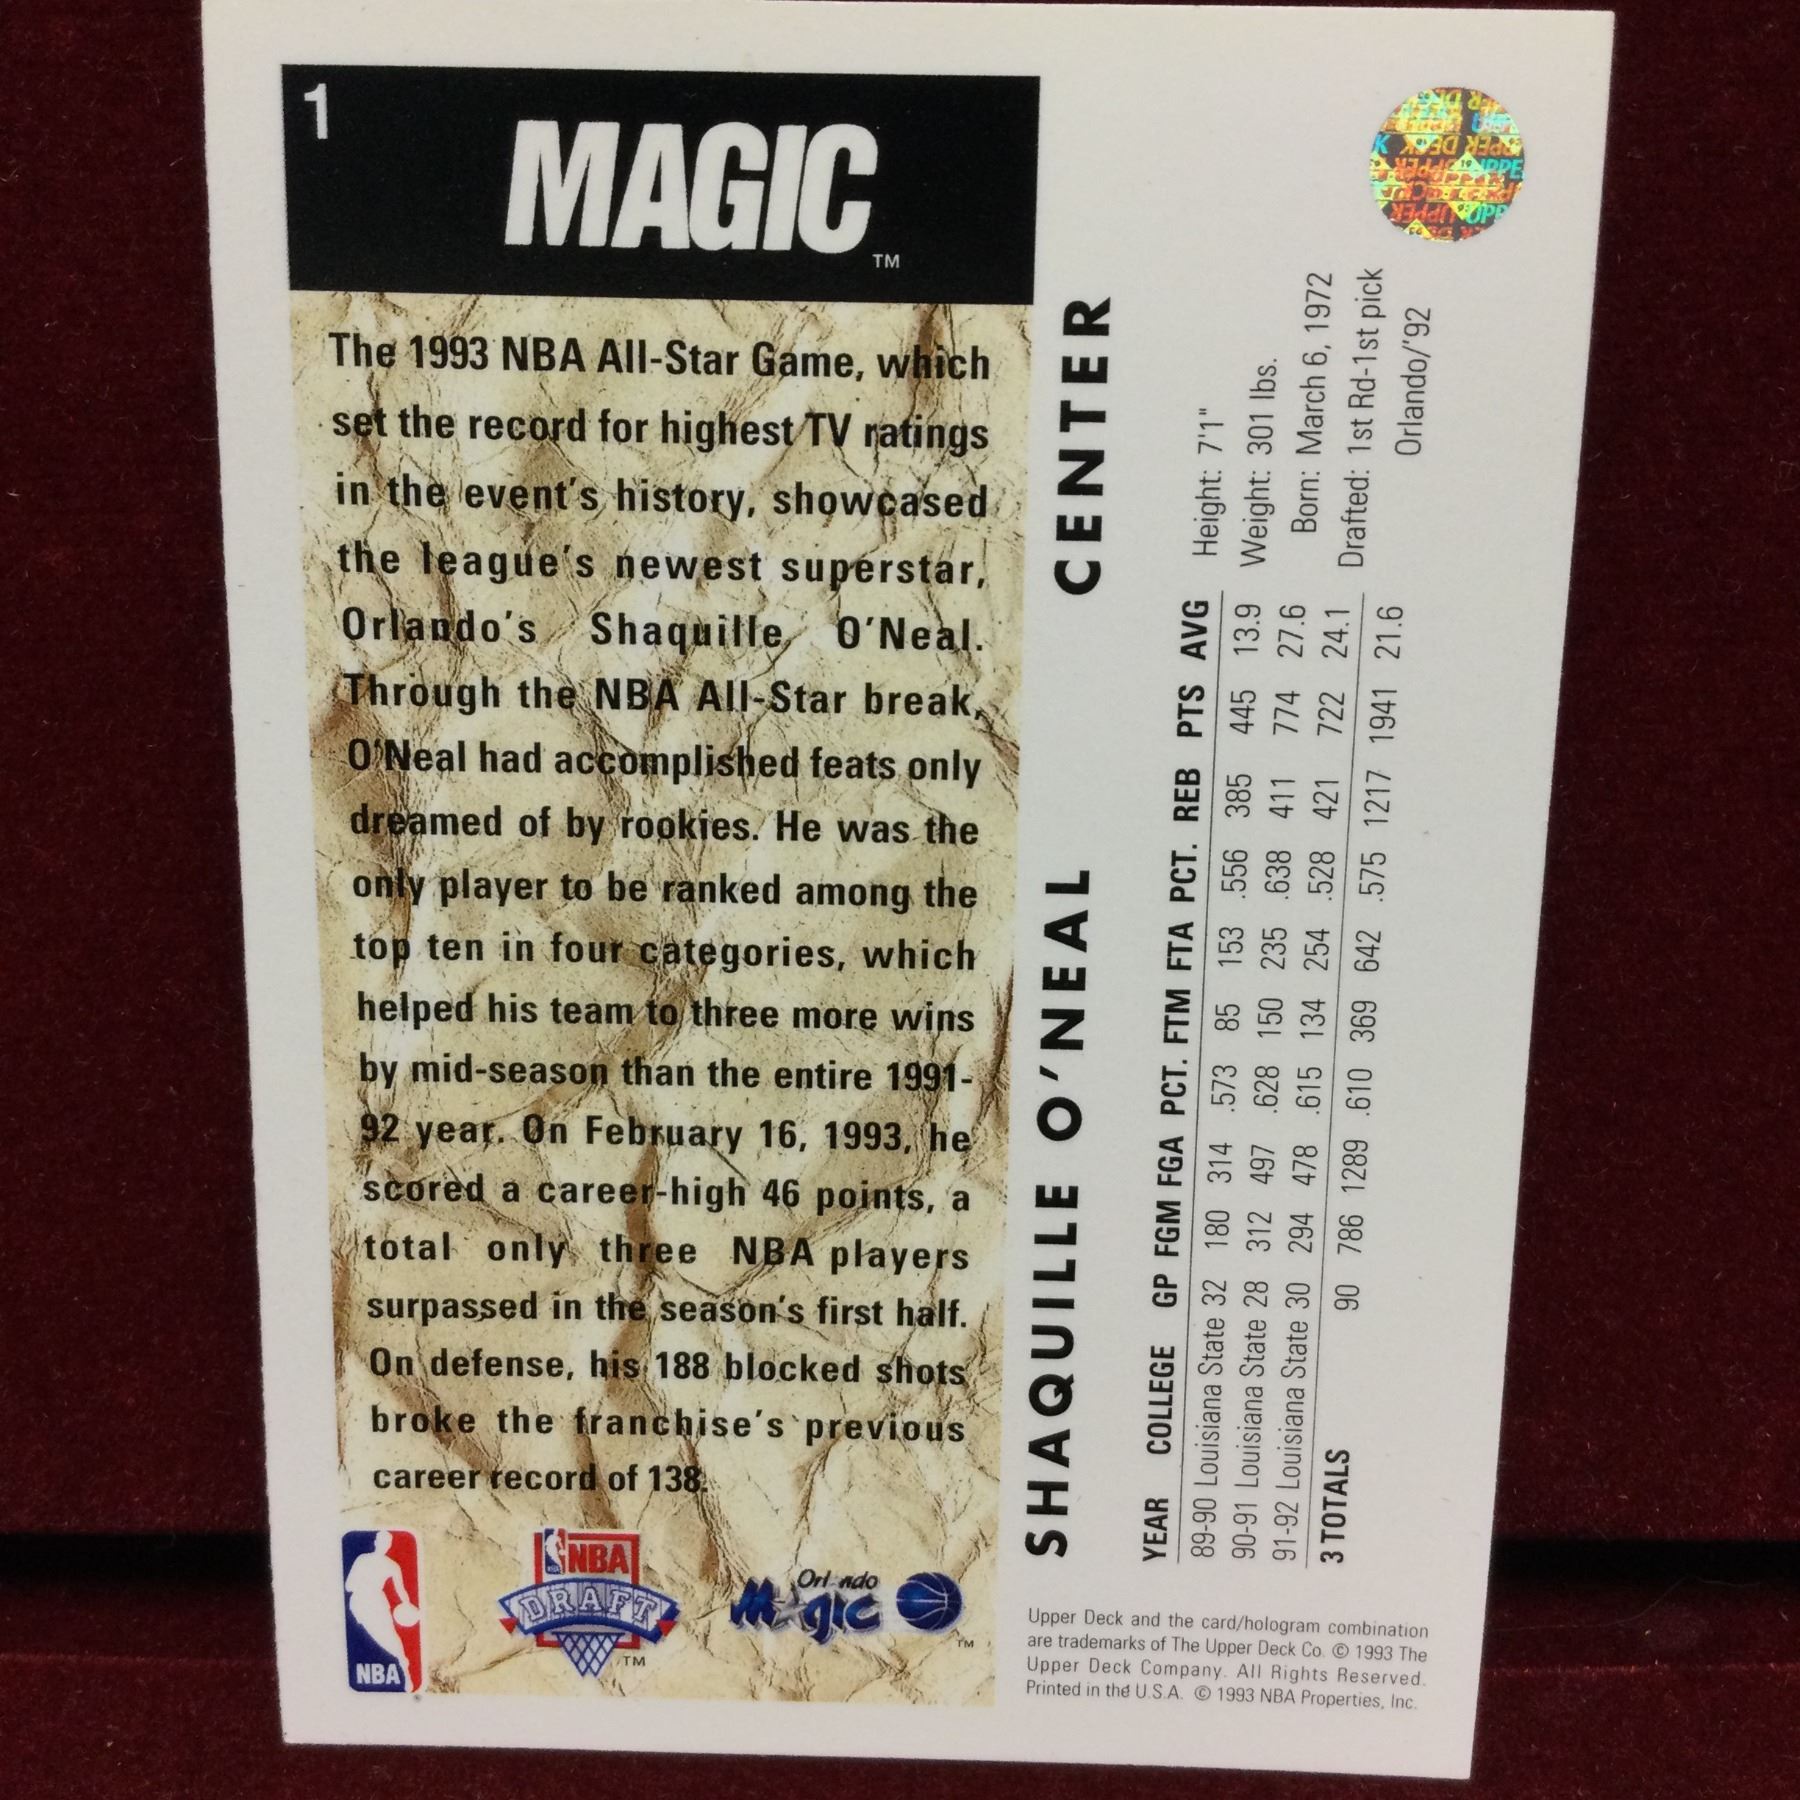 1
MAGIC
TM
The 1993 NBA All-Star Game, which
set the record for highest TV ratings
in the event's history, showcased
the league's newest superstar,
Orlando's Shaquille O'Neal.
Through the NBA All-Star break,
O'Neal had accomplished feats only
dreamed of by rookies. He was the
only player to be ranked among the
top ten in four categories, which
helped his team to three more wins
by mid-season than the entire 1991-
92 year. On February 16, 1993, he
scored a career-high 46 points, a
total only three NBA players
surpassed in the season's first half.
On defense, his 188 blocked shots
broke the franchise's previous
career record of 138.
NBA
NBA
DRAFT
TM
Orlando
Magic
TM
SHAQUILLE O'NEAL CENTER
YEAR COLLEGE GP FGM FGA PCT. FTM FTA PCT. REB PTS AVG
89-90 Louisiana State 32 180 314 .573 85 153 .556 385 445 13.9
90-91 Louisiana State 28 312 497 .628 150 235 .638 411 774 27.6
91-92 Louisiana State 30 294 478 .615 134 254 .528 421 722 24.1
3 TOTALS 90 786 1289 .610 369 642 .575 1217 1941 21.6
Height: 7'1"
Weight: 301 lbs.
Born: March 6, 1972
Drafted: 1st Rd-1st pick
Orlando/'92
UPPER DECK
Upper Deck and the card/hologram combination
are trademarks of The Upper Deck Co. © 1993 The
Upper Deck Company. All Rights Reserved.
Printed in the U.S.A. © 1993 NBA Properties, Inc.